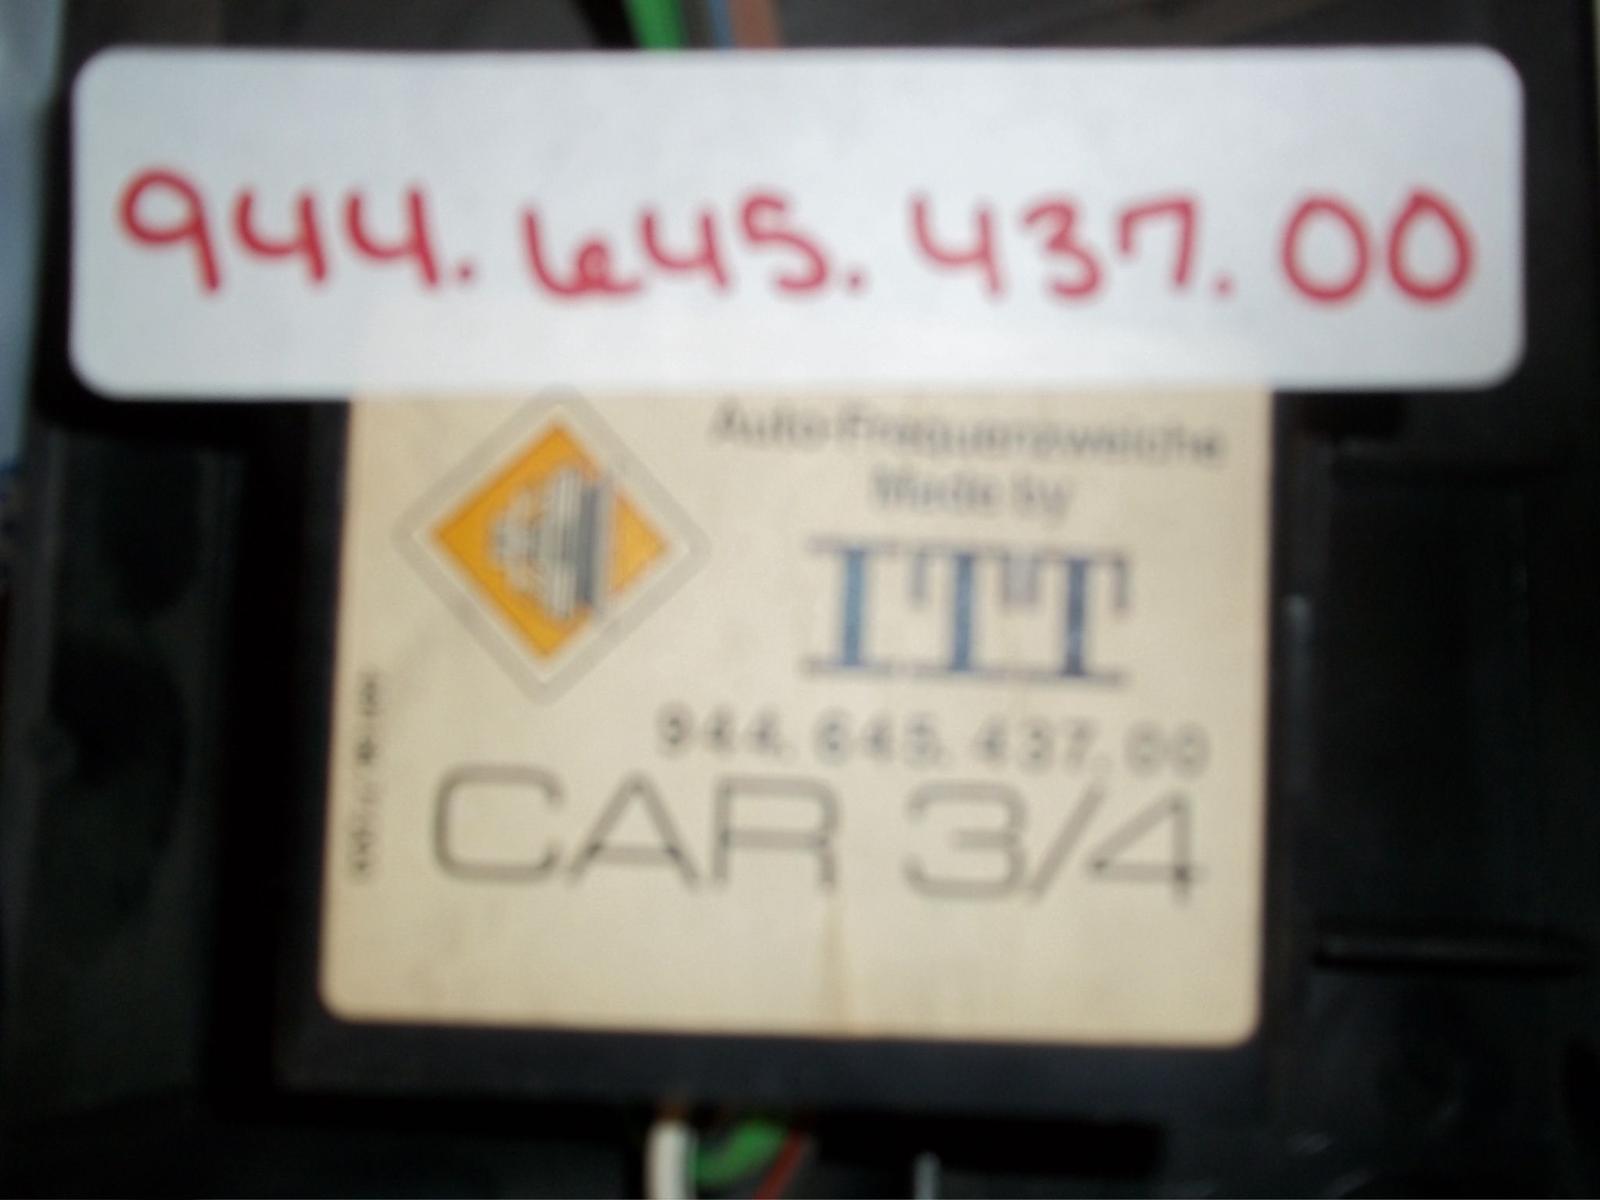 944.645.437.00
Auto-Frequenzweiche
Made by
ITT
944.645.437.00
CAR 3/4